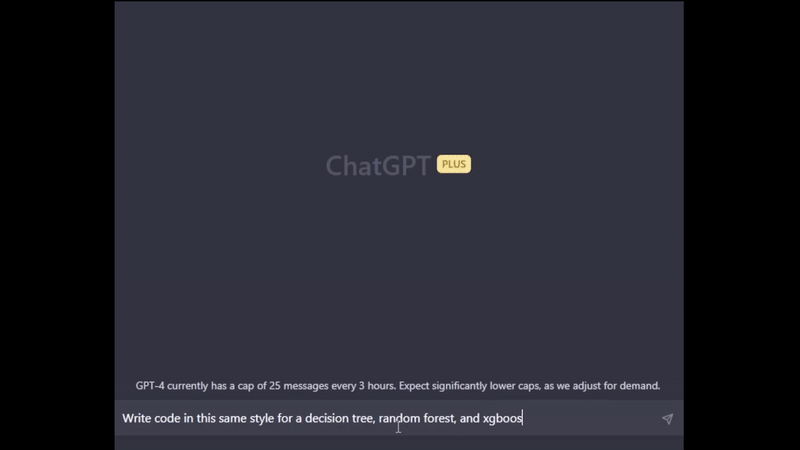 ChatGPT PLUS
GPT-4 currently has a cap of 25 messages every 3 hours. Expect significantly lower caps, as we adjust for demand.
Write code in this same style for a decision tree, random forest, and xgboos